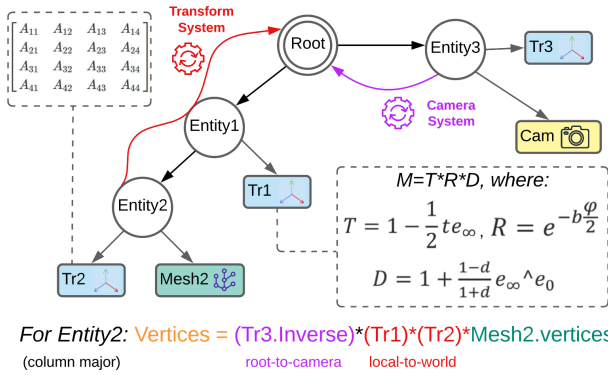 Transform
System
A₁₁ A₁₂ A₁₃ A₁₄
A₂₁ A₂₂ A₂₃ A₂₄
A₃₁ A₃₂ A₃₃ A₃₄
A₄₁ A₄₂ A₄₃ A₄₄
Root
Entity3
Tr3
Camera
System
Cam
Entity1
Tr1
Entity2
Tr2
Mesh2
M=T*R*D, where:
T = 1 − 1/2 te∞ , R = e^(−b φ/2)
D = 1 + (1−d)/(1+d) e∞^e₀
For Entity2: Vertices = (Tr3.Inverse)*(Tr1)*(Tr2)*Mesh2.vertices
(column major) root-to-camera local-to-world